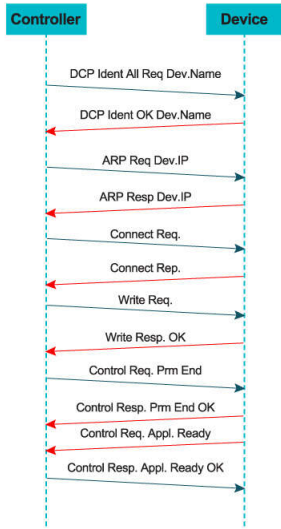 Controller
Device
DCP Ident All Req Dev.Name
DCP Ident OK Dev.Name
ARP Req Dev.IP
ARP Resp Dev.IP
Connect Req.
Connect Rep.
Write Req.
Write Resp. OK
Control Req. Prm End
Control Resp. Prm End OK
Control Req. Appl. Ready
Control Resp. Appl. Ready OK